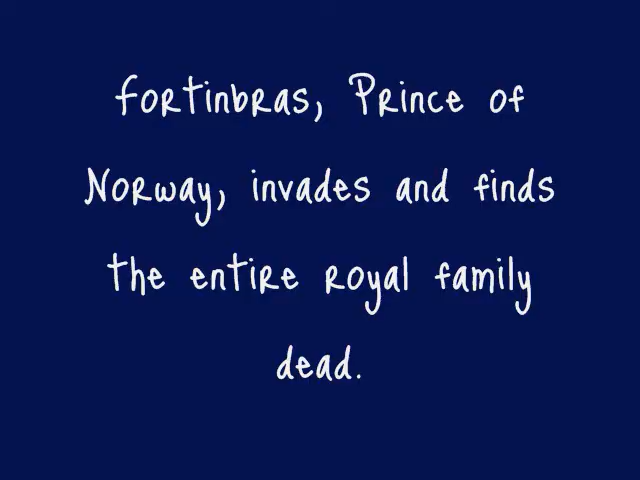 Fortinbras, Prince of
Norway, invades and finds
the entire royal family
dead.